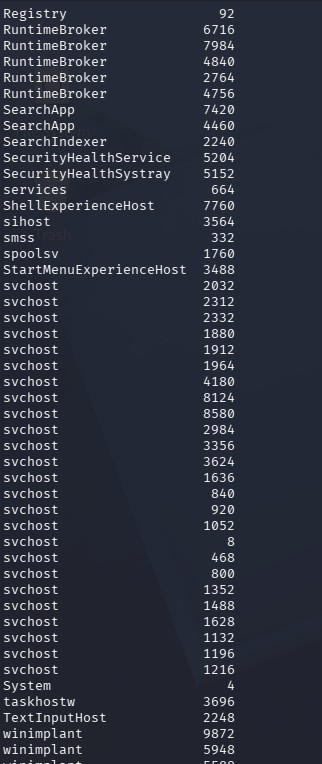 Registry 92
RuntimeBroker 6716
RuntimeBroker 7984
RuntimeBroker 4840
RuntimeBroker 2764
RuntimeBroker 4756
SearchApp 7420
SearchApp 4460
SearchIndexer 2240
SecurityHealthService 5204
SecurityHealthSystray 5152
services 664
ShellExperienceHost 7760
sihost 3564
smss 332
spoolsv 1760
StartMenuExperienceHost 3488
svchost 2032
svchost 2312
svchost 2332
svchost 1880
svchost 1912
svchost 1964
svchost 4180
svchost 8124
svchost 8580
svchost 2984
svchost 3356
svchost 3624
svchost 1636
svchost 840
svchost 920
svchost 1052
svchost 8
svchost 468
svchost 800
svchost 1352
svchost 1488
svchost 1628
svchost 1132
svchost 1196
svchost 1216
System 4
taskhostw 3696
TextInputHost 2248
winimplant 9872
winimplant 5948